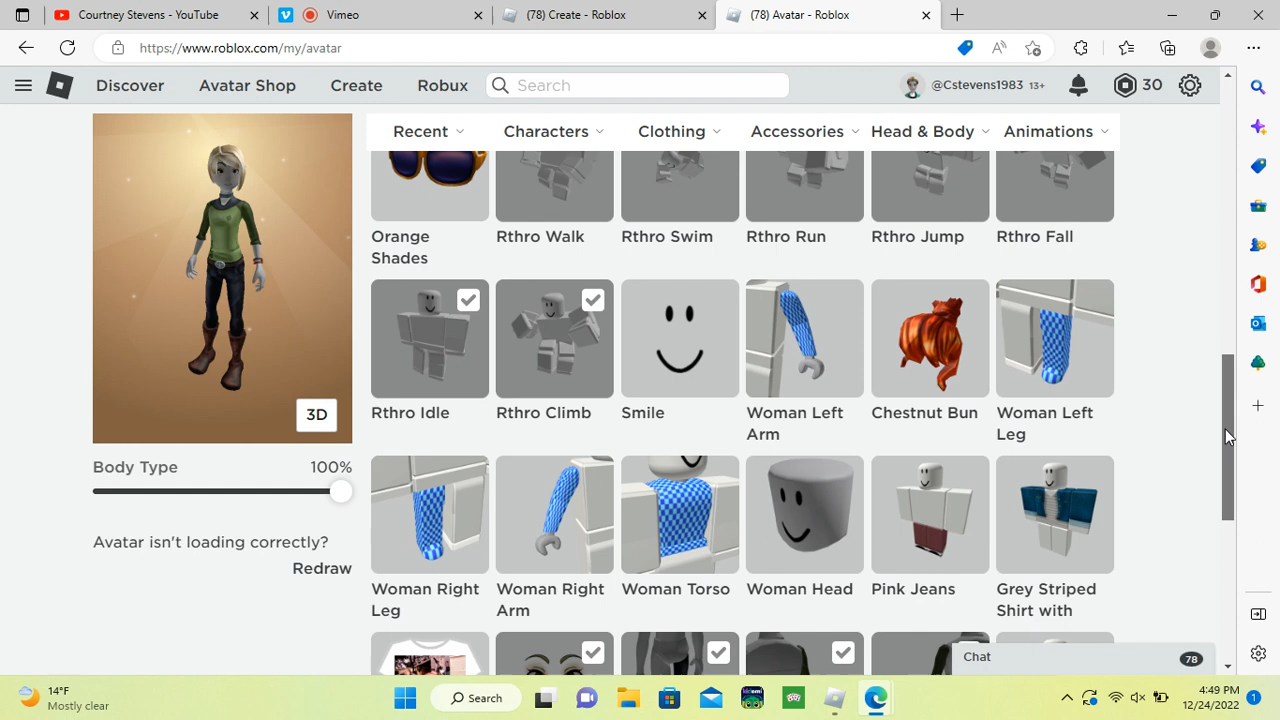 Courtney Stevens - YouTube
Vimeo
(78) Create - Roblox
(78) Avatar - Roblox
https://www.roblox.com/my/avatar
Discover
Avatar Shop
Create
Robux
Search
@Cstevens1983 13+
30
Recent
Characters
Clothing
Accessories
Head & Body
Animations
Orange Shades
Rthro Walk
Rthro Swim
Rthro Run
Rthro Jump
Rthro Fall
3D
Body Type 100%
Avatar isn't loading correctly?
Redraw
Rthro Idle
Rthro Climb
Smile
Woman Left Arm
Chestnut Bun
Woman Left Leg
Woman Right Leg
Woman Right Arm
Woman Torso
Woman Head
Pink Jeans
Grey Striped Shirt with
Chat 78
14°F
Mostly clear
Search
4:49 PM
12/24/2022
1